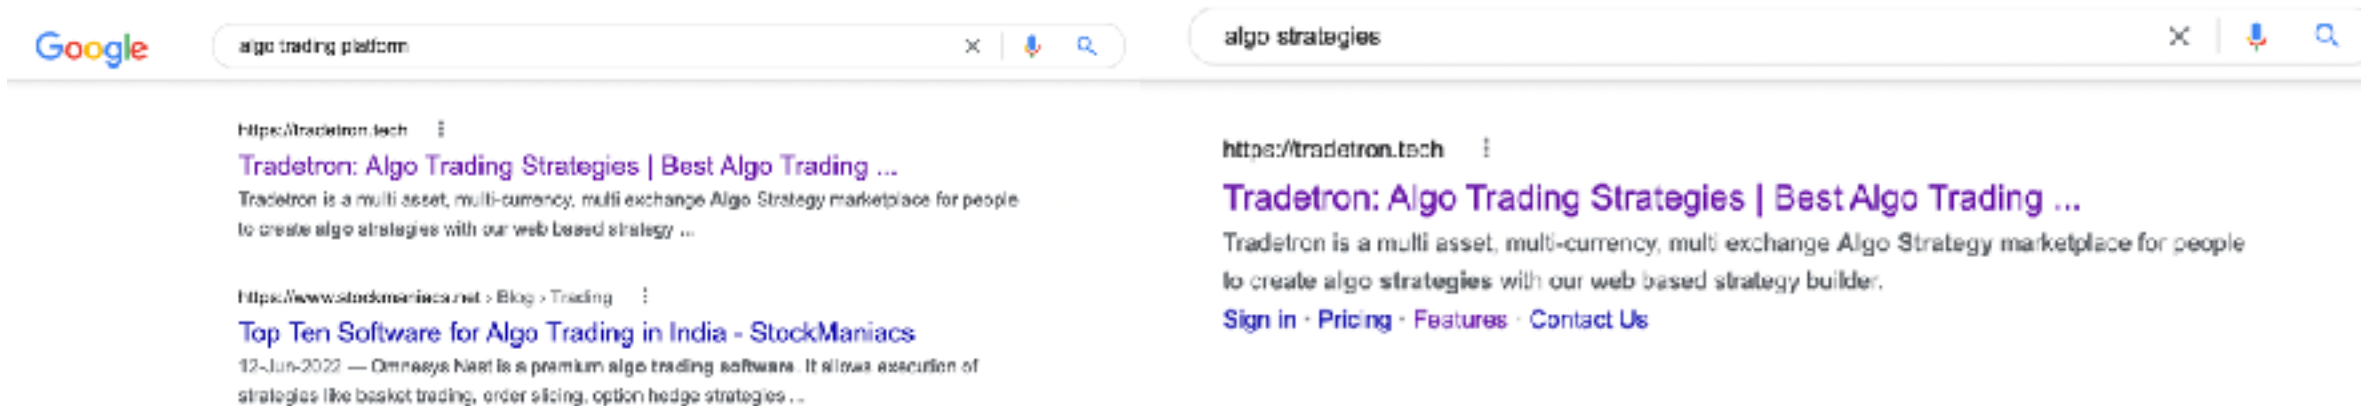 Google
algo trading platform
https://tradetron.tech
Tradetron: Algo Trading Strategies | Best Algo Trading ...
Tradetron is a multi asset, multi-currency, multi exchange Algo Strategy marketplace for people
to create algo strategies with our web based strategy ...
https://www.stockmaniacs.net › Blog › Trading
Top Ten Software for Algo Trading in India - StockManiacs
12-Jun-2022 — Omnesys Nest is a premium algo trading software. It allows execution of
strategies like basket trading, order slicing, option hedge strategies ...
algo strategies
https://tradetron.tech
Tradetron: Algo Trading Strategies | Best Algo Trading ...
Tradetron is a multi asset, multi-currency, multi exchange Algo Strategy marketplace for people
to create algo strategies with our web based strategy builder.
Sign in · Pricing · Features · Contact Us